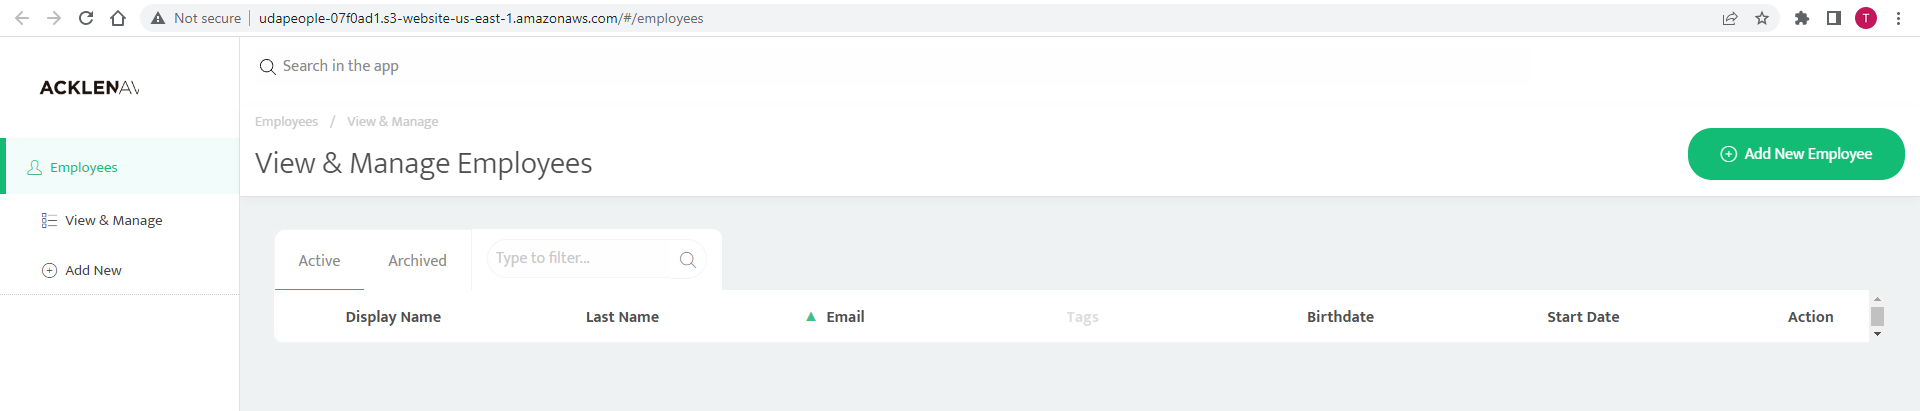 Not secure | udapeople-07f0ad1.s3-website-us-east-1.amazonaws.com/#/employees
T
ACKLENAV
Search in the app
Employees / View & Manage
View & Manage Employees
Add New Employee
Employees
View & Manage
Add New
Active
Archived
Type to filter...
Display Name
Last Name
Email
Tags
Birthdate
Start Date
Action